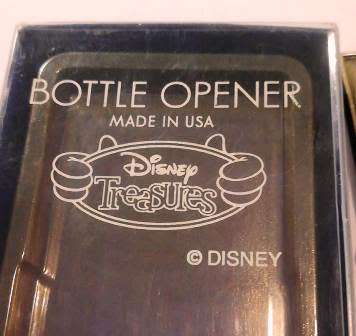 BOTTLE OPENER
MADE IN USA
Disney
Treasures
© DISNEY